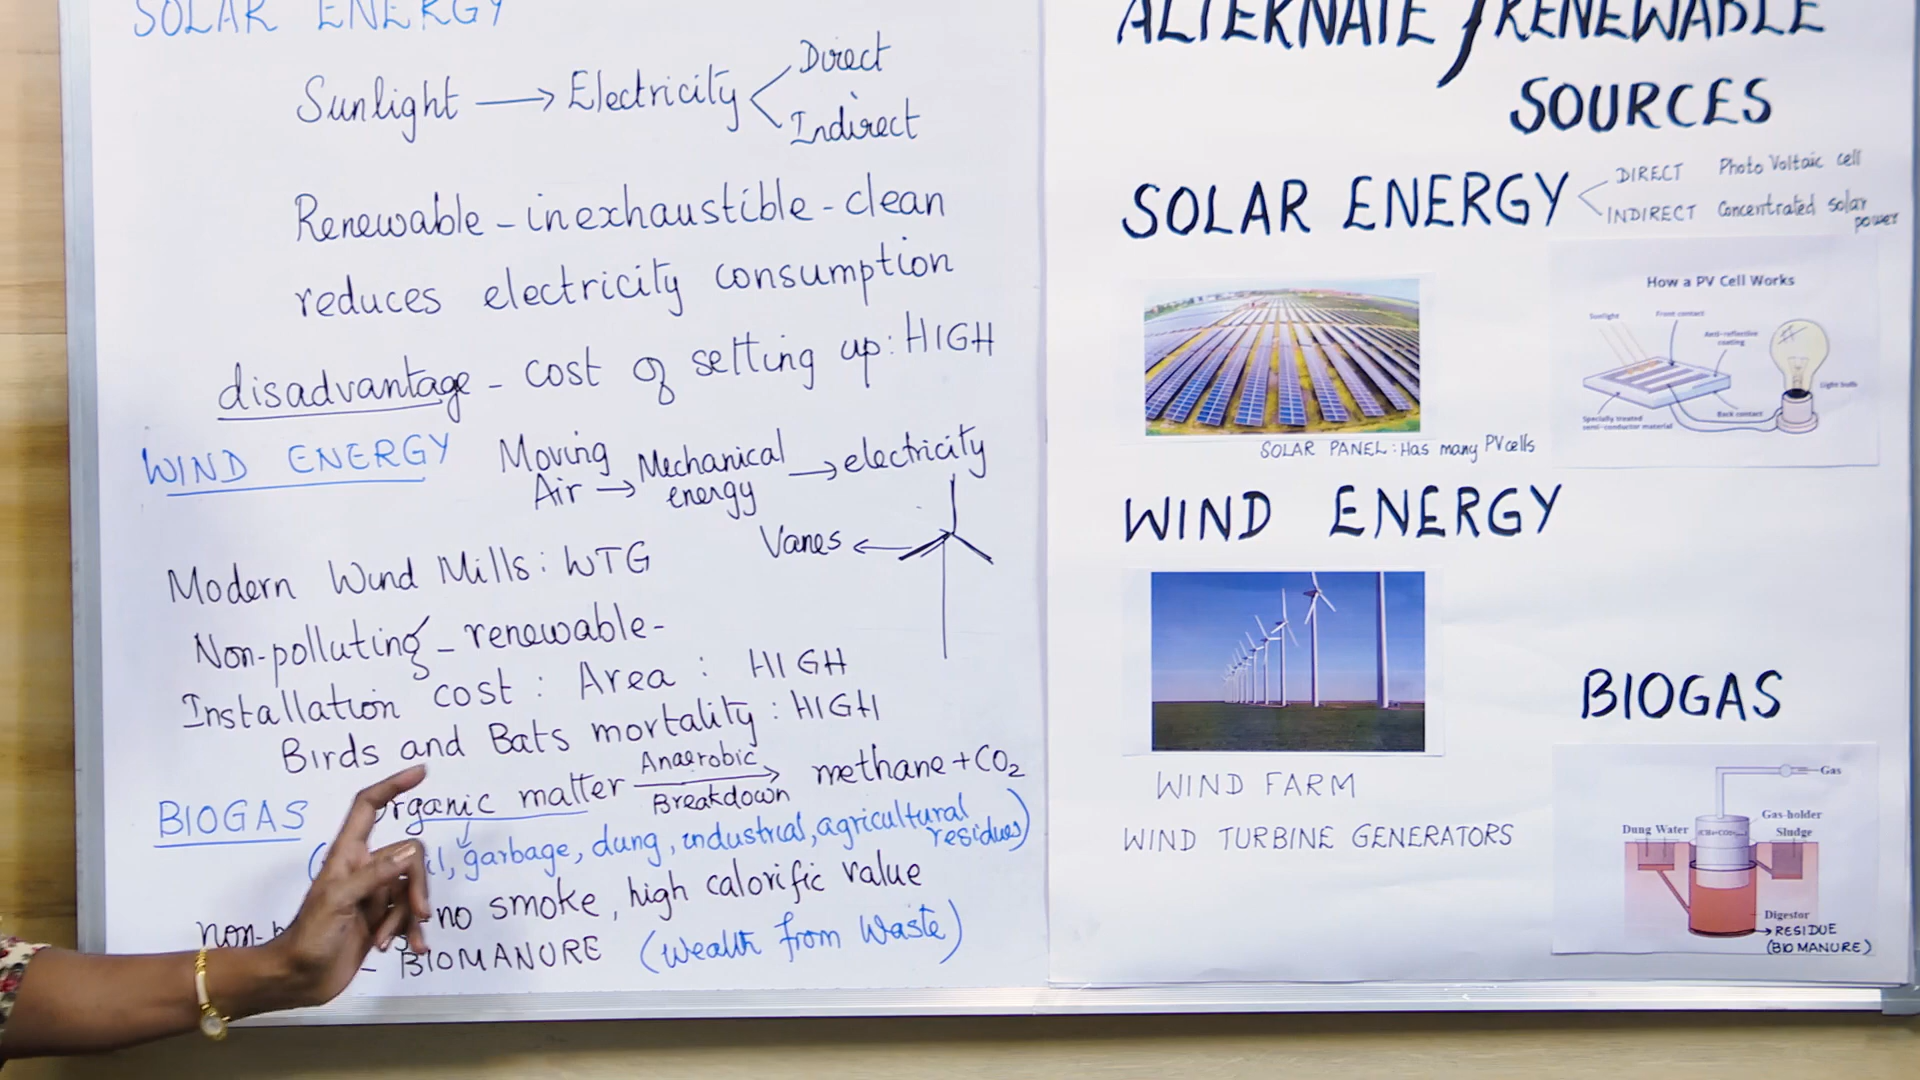 SOLAR ENERGY
Sunlight → Electricity
Direct
Indirect
Renewable - inexhaustible - clean
reduces electricity consumption
disadvantage - cost of setting up: HIGH
WIND ENERGY
Moving Air → Mechanical energy → electricity
Vanes
Modern Wind Mills: WTG
Non-polluting - renewable -
Installation cost: Area: HIGH
Birds and Bats mortality: HIGH
BIOGAS
organic matter Anaerobic Breakdown methane + CO2
garbage, dung, industrial, agricultural residues)
no smoke, high calorific value
- BIOMANURE (Wealth from Waste)
ALTERNATE / RENEWABLE
SOURCES
SOLAR ENERGY
DIRECT Photo Voltaic cell
INDIRECT Concentrated solar power
How a PV Cell Works
Sunlight
Front contact
Anti-reflective coating
Light bulb
Back contact
Specially treated semi-conductor material
SOLAR PANEL: Has many PV cells
WIND ENERGY
WIND FARM
WIND TURBINE GENERATORS
BIOGAS
Gas
Gas-holder
Dung Water
Sludge
Digestor
RESIDUE
(BIO MANURE)